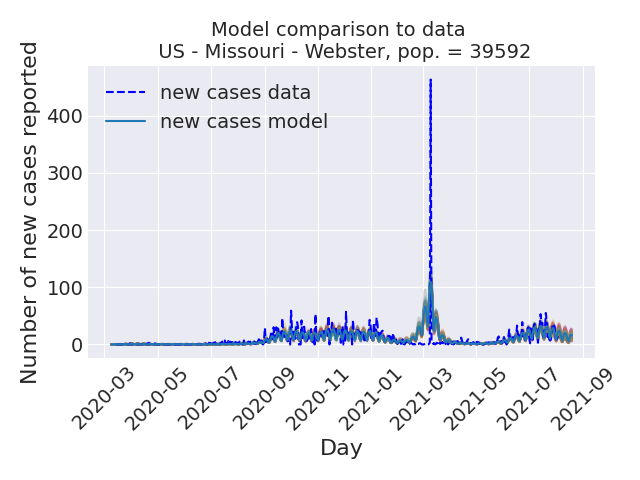 Model comparison to data
US - Missouri - Webster, pop. = 39592
Number of new cases reported
400
300
200
100
0
new cases data
new cases model
2020-03
2020-05
2020-07
2020-09
2020-11
2021-01
2021-03
2021-05
2021-07
2021-09
Day